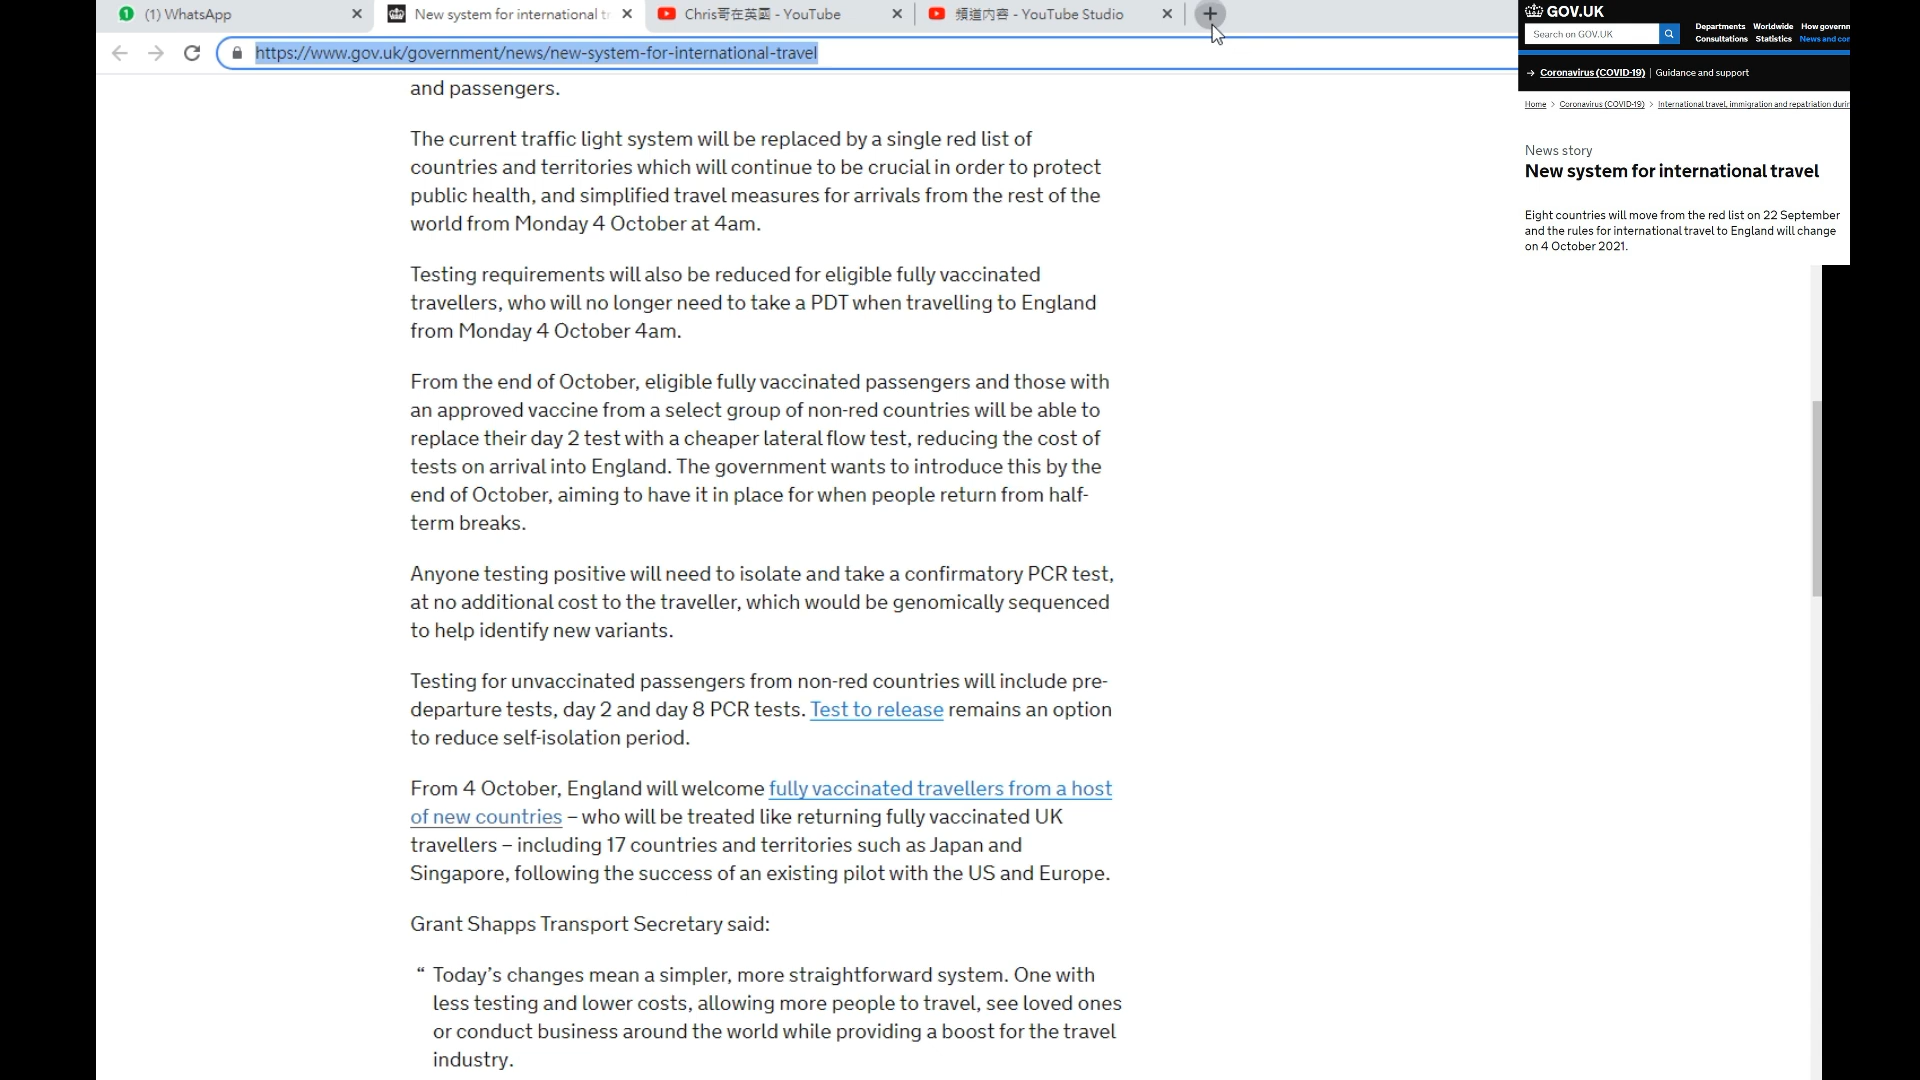 (1) WhatsApp
New system for international tr
Chris哥在英國 - YouTube
頻道內容 - YouTube Studio
https://www.gov.uk/government/news/new-system-for-international-travel
and passengers.
The current traffic light system will be replaced by a single red list of
countries and territories which will continue to be crucial in order to protect
public health, and simplified travel measures for arrivals from the rest of the
world from Monday 4 October at 4am.
Testing requirements will also be reduced for eligible fully vaccinated
travellers, who will no longer need to take a PDT when travelling to England
from Monday 4 October 4am.
From the end of October, eligible fully vaccinated passengers and those with
an approved vaccine from a select group of non-red countries will be able to
replace their day 2 test with a cheaper lateral flow test, reducing the cost of
tests on arrival into England. The government wants to introduce this by the
end of October, aiming to have it in place for when people return from half-
term breaks.
Anyone testing positive will need to isolate and take a confirmatory PCR test,
at no additional cost to the traveller, which would be genomically sequenced
to help identify new variants.
Testing for unvaccinated passengers from non-red countries will include pre-
departure tests, day 2 and day 8 PCR tests. Test to release remains an option
to reduce self-isolation period.
From 4 October, England will welcome fully vaccinated travellers from a host
of new countries – who will be treated like returning fully vaccinated UK
travellers – including 17 countries and territories such as Japan and
Singapore, following the success of an existing pilot with the US and Europe.
Grant Shapps Transport Secretary said:
“ Today’s changes mean a simpler, more straightforward system. One with
less testing and lower costs, allowing more people to travel, see loved ones
or conduct business around the world while providing a boost for the travel
industry.
GOV.UK
Search on GOV.UK
Departments Worldwide How governm
Consultations Statistics News and con
→ Coronavirus (COVID-19) | Guidance and support
Home > Coronavirus (COVID-19) > International travel, immigration and repatriation durin
News story
New system for international travel
Eight countries will move from the red list on 22 September
and the rules for international travel to England will change
on 4 October 2021.